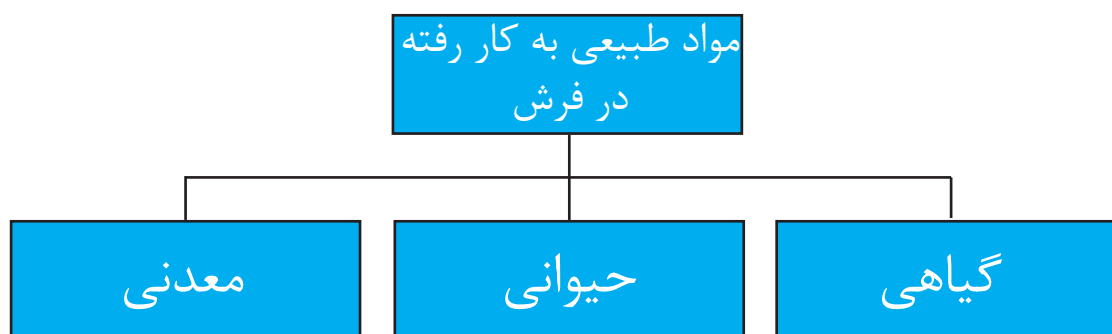 مواد طبیعی به کار رفته
در فرش
گیاهی
حیوانی
معدنی